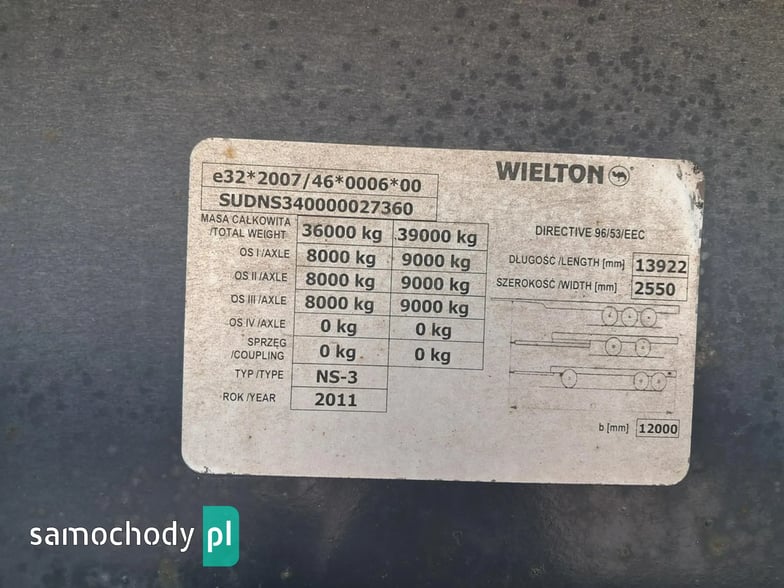 e32*2007/46*0006*00
SUDNS340000027360
MASA CAŁKOWITA /TOTAL WEIGHT 36000 kg 39000 kg
OS I /AXLE 8000 kg 9000 kg
OS II /AXLE 8000 kg 9000 kg
OS III /AXLE 8000 kg 9000 kg
OS IV /AXLE 0 kg 0 kg
SPRZĘG /COUPLING 0 kg 0 kg
TYP /TYPE NS-3
ROK /YEAR 2011
WIELTON
DIRECTIVE 96/53/EEC
DLUGOŚĆ /LENGTH [mm] 13922
SZEROKOŚĆ /WIDTH [mm] 2550
b [mm] 12000
samochody pl